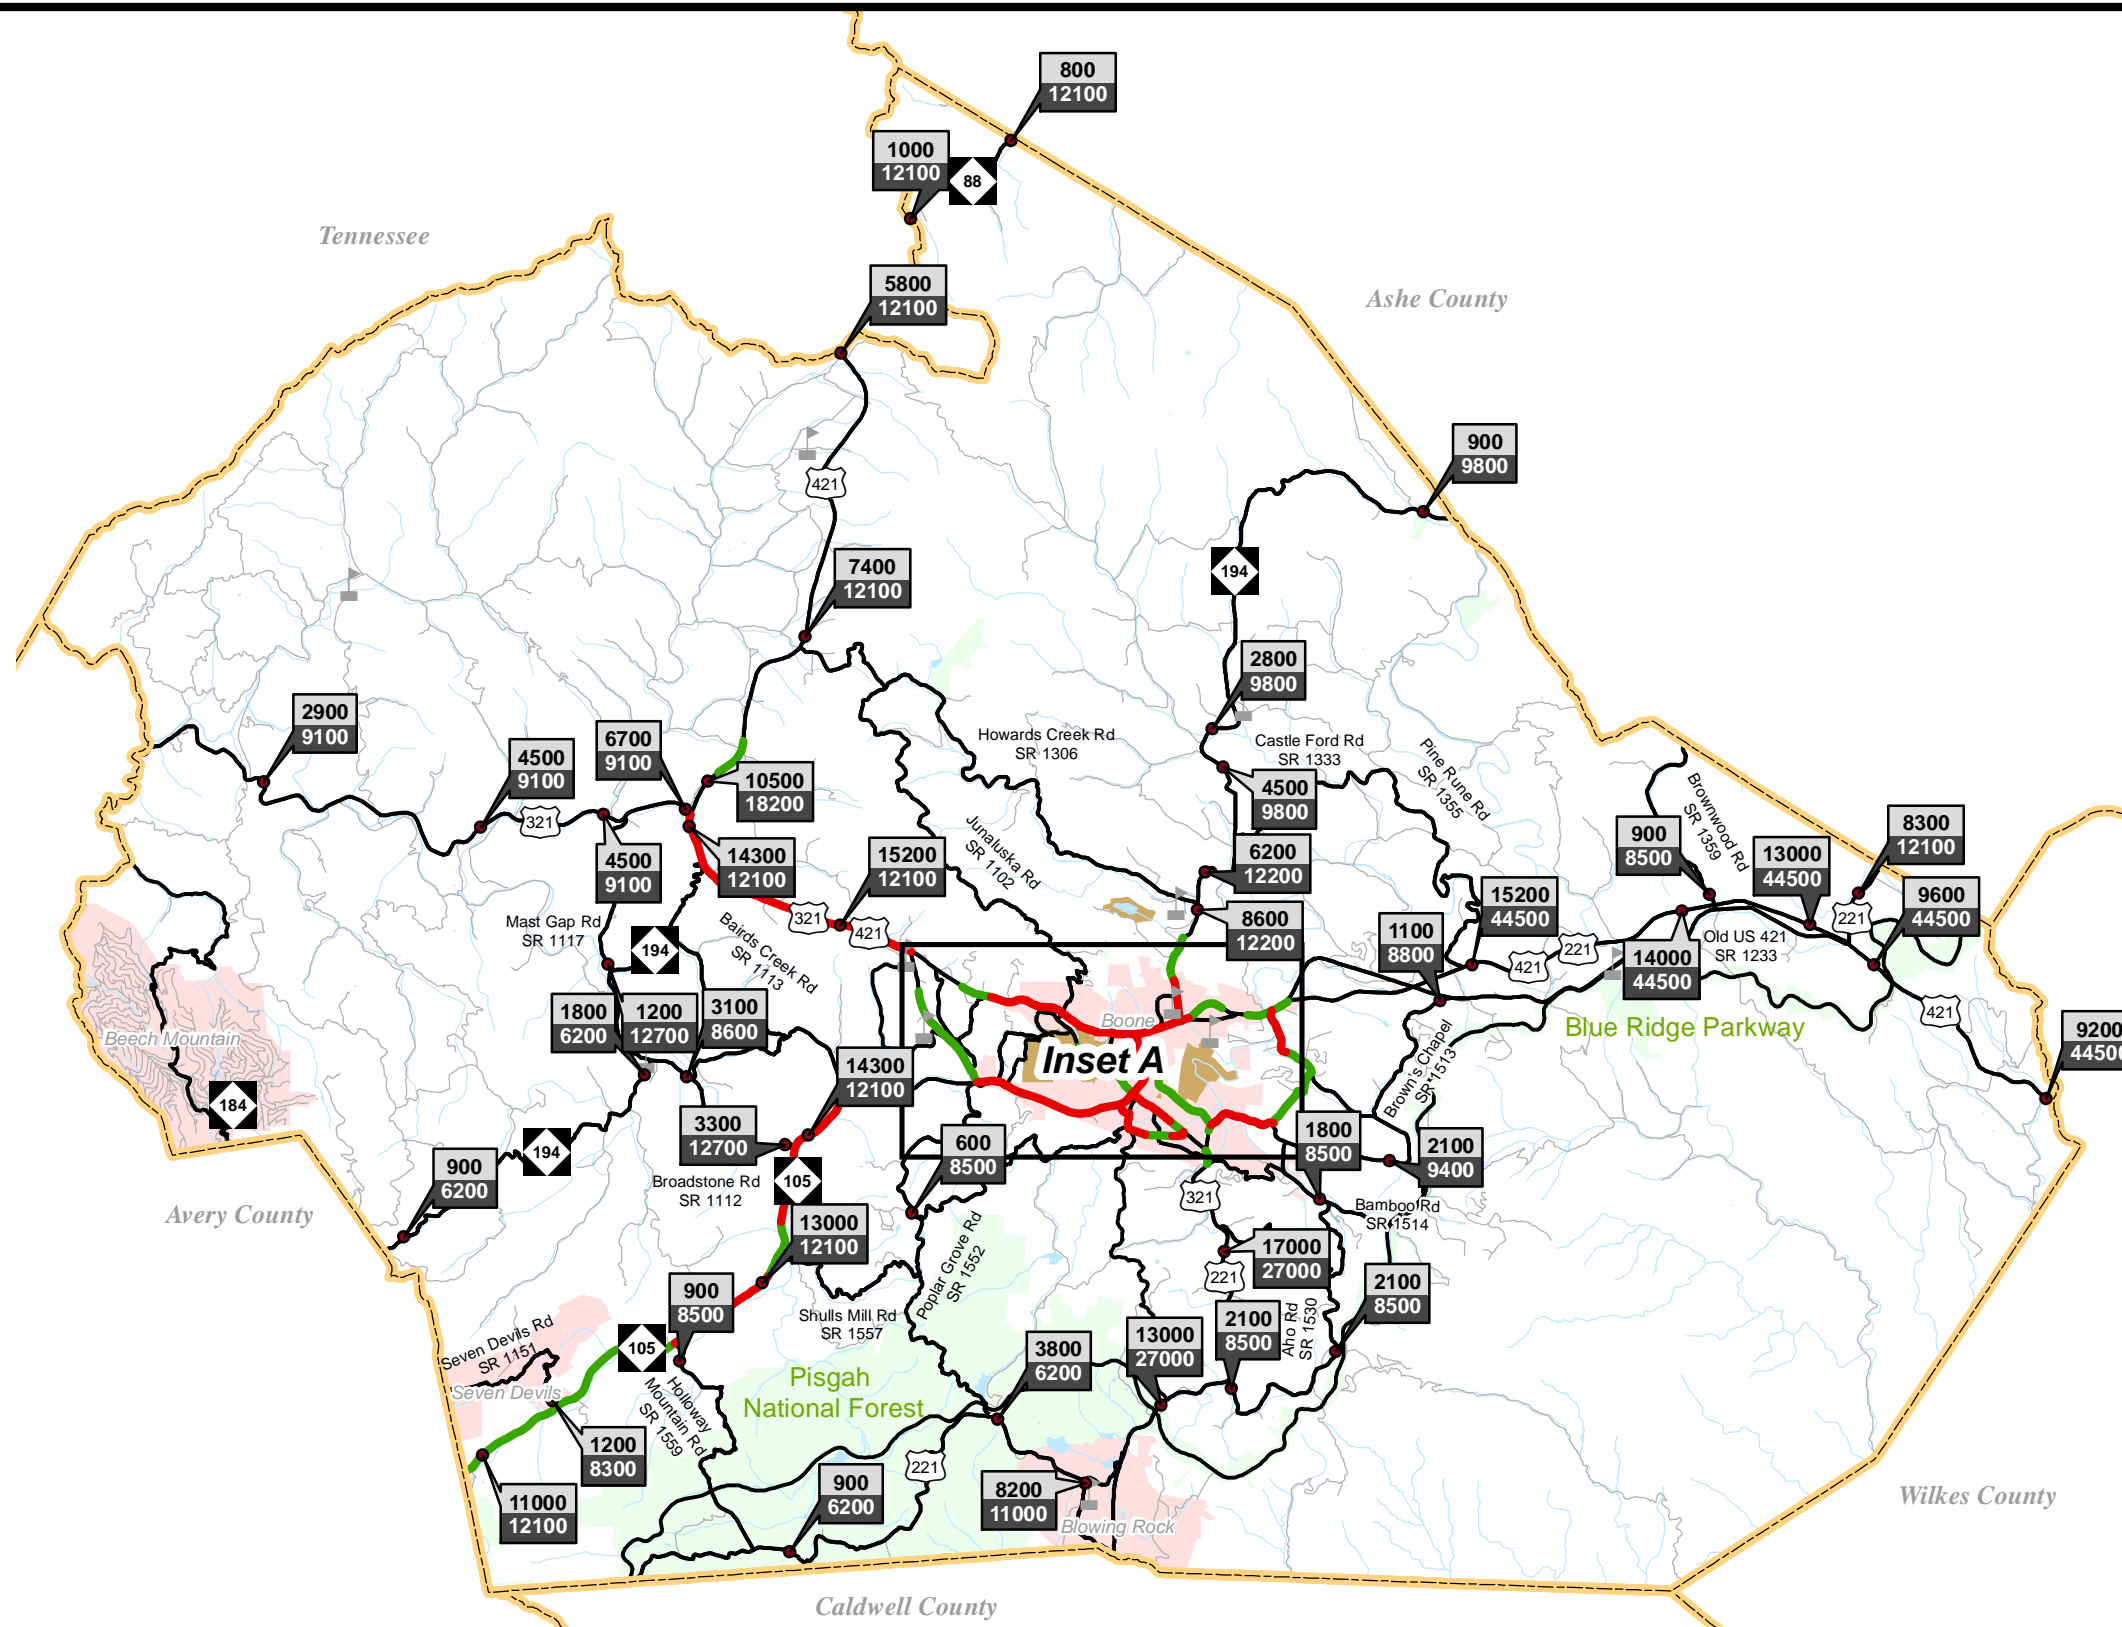 800
12100
1000
12100
88
Tennessee
5800
12100
Ashe County
900
9800
421
7400
12100
194
2800
9800
2900
9100
4500
9100
6700
9100
10500
18200
Howards Creek Rd
SR 1306
Castle Ford Rd
SR 1333
Pine Rune Rd
SR 1355
4500
9800
Brownwood Rd
SR 1359
321
4500
9100
14300
12100
15200
12100
Junaluska Rd
SR 1102
6200
12200
900
8500
13000
44500
8300
12100
15200
44500
9600
44500
321
421
Mast Gap Rd
SR 1117
194
Bairds Creek Rd
SR 1113
8600
12200
1100
8800
421
221
14000
44500
Old US 421
SR 1233
221
421
1800
6200
1200
12700
3100
8600
Boone
Inset A
Blue Ridge Parkway
9200
44500
Beech Mountain
184
14300
12100
Brown's Chapel
SR 1513
3300
12700
600
8500
1800
8500
2100
9400
194
900
6200
Broadstone Rd
SR 1112
105
321
Bamboo Rd
SR 1514
Avery County
13000
12100
Poplar Grove Rd
SR 1552
17000
27000
221
900
8500
2100
8500
Shulls Mill Rd
SR 1557
2100
8500
Aho Rd
SR 1530
Seven Devils Rd
SR 1151
105
3800
6200
13000
27000
Seven Devils
Holloway
Mountain Rd
SR 1559
Pisgah
National Forest
1200
8300
221
900
6200
8200
11000
11000
12100
Blowing Rock
Wilkes County
Caldwell County